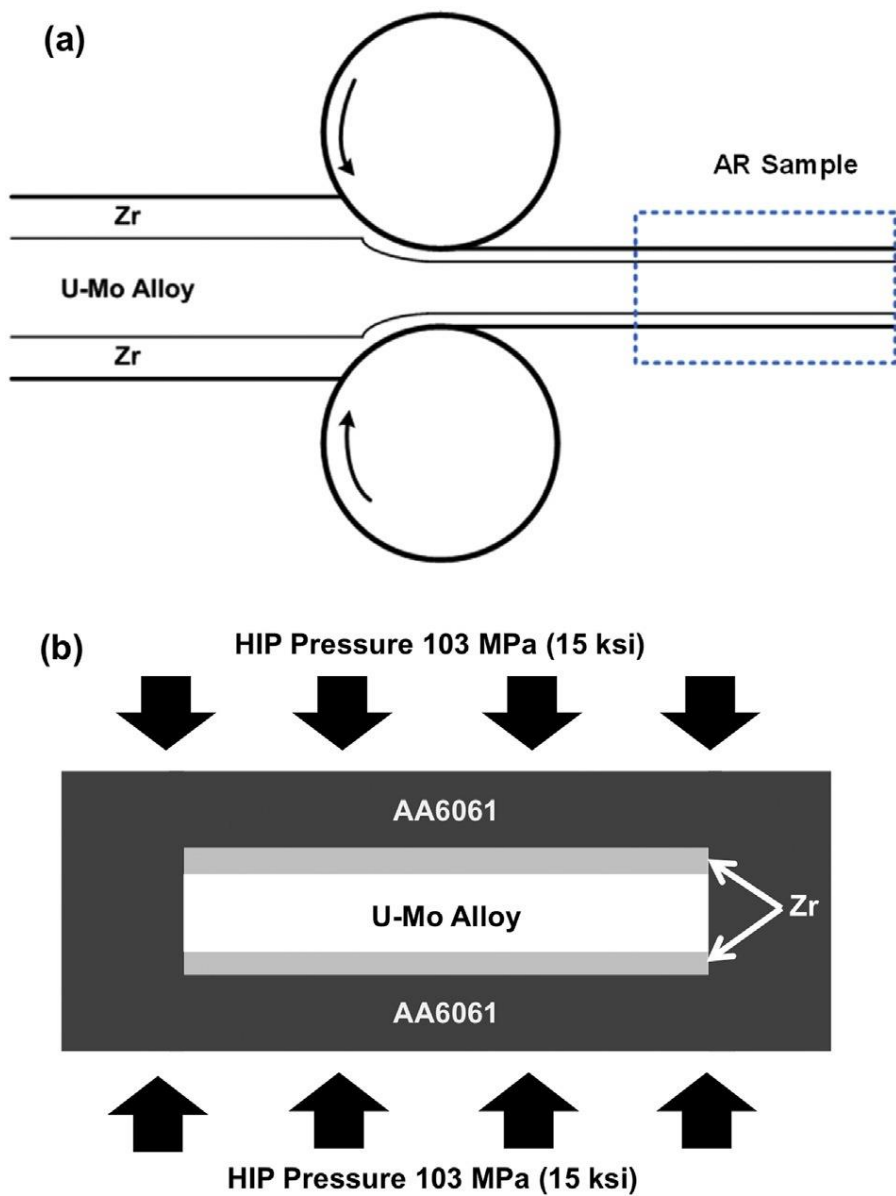 (a)
AR Sample
Zr
U-Mo Alloy
Zr
(b)
HIP Pressure 103 MPa (15 ksi)
AA6061
U-Mo Alloy
Zr
AA6061
HIP Pressure 103 MPa (15 ksi)